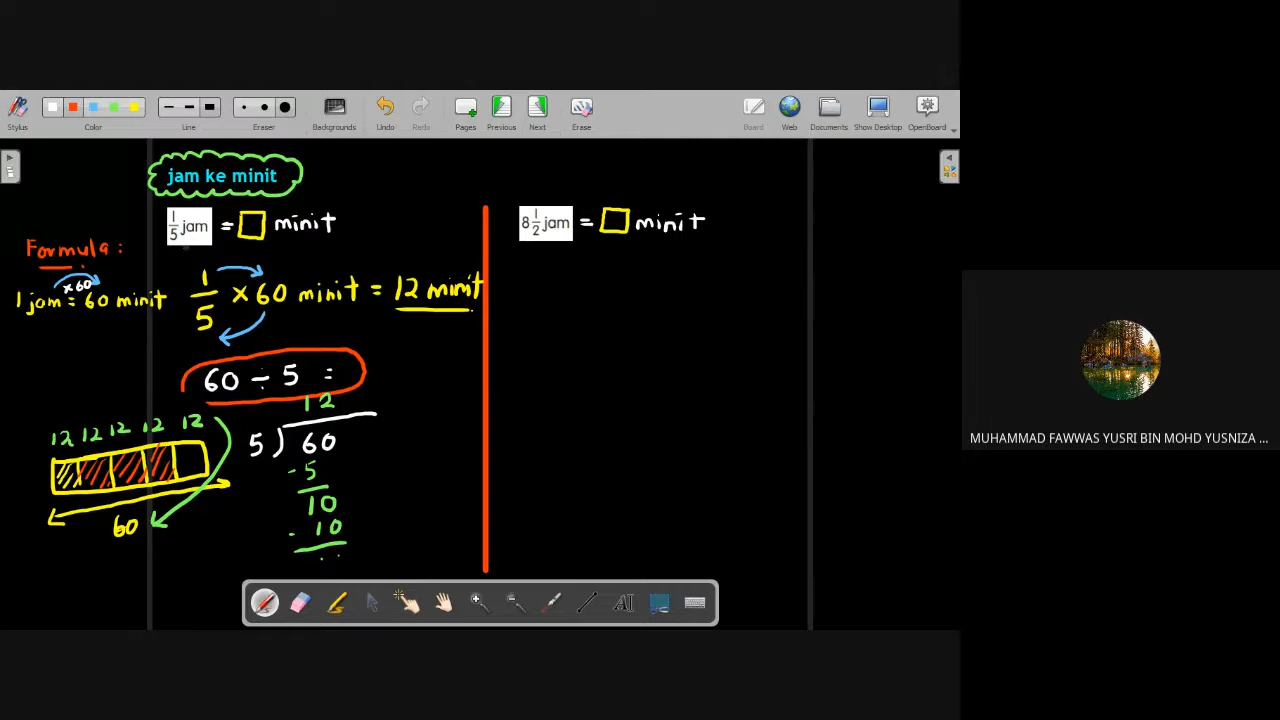 Stylus
Color
Line
Eraser
Backgrounds
Undo
Redo
Pages
Previous
Next
Erase
Board
Web
Documents
Show Desktop
OpenBoard
jam ke minit
1/5 jam = □ minit
Formula :
×60
1 jam = 60 minit
1/5 × 60 minit = 12 minit
60 ÷ 5 =
12
5 ) 60
- 5
10
- 10
12 12 12 12 12
60
8 1/2 jam = □ minit
MUHAMMAD FAWWAS YUSRI BIN MOHD YUSNIZA ...